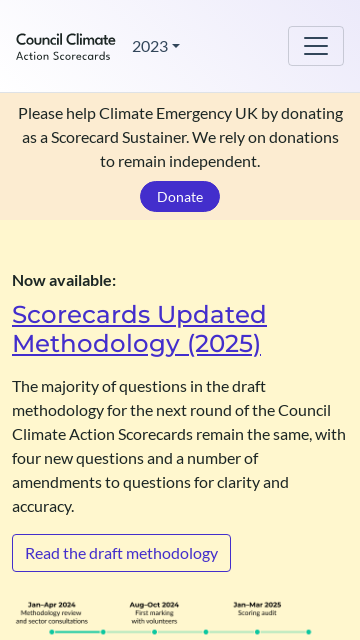 Council Climate
Action Scorecards
2023
Please help Climate Emergency UK by donating
as a Scorecard Sustainer. We rely on donations
to remain independent.
Donate
Now available:
Scorecards Updated
Methodology (2025)
The majority of questions in the draft
methodology for the next round of the Council
Climate Action Scorecards remain the same, with
four new questions and a number of
amendments to questions for clarity and
accuracy.
Read the draft methodology
Jan–Apr 2024
Methodology review
and sector consultations
Aug–Oct 2024
First marking
with volunteers
Jan–Mar 2025
Scoring audit